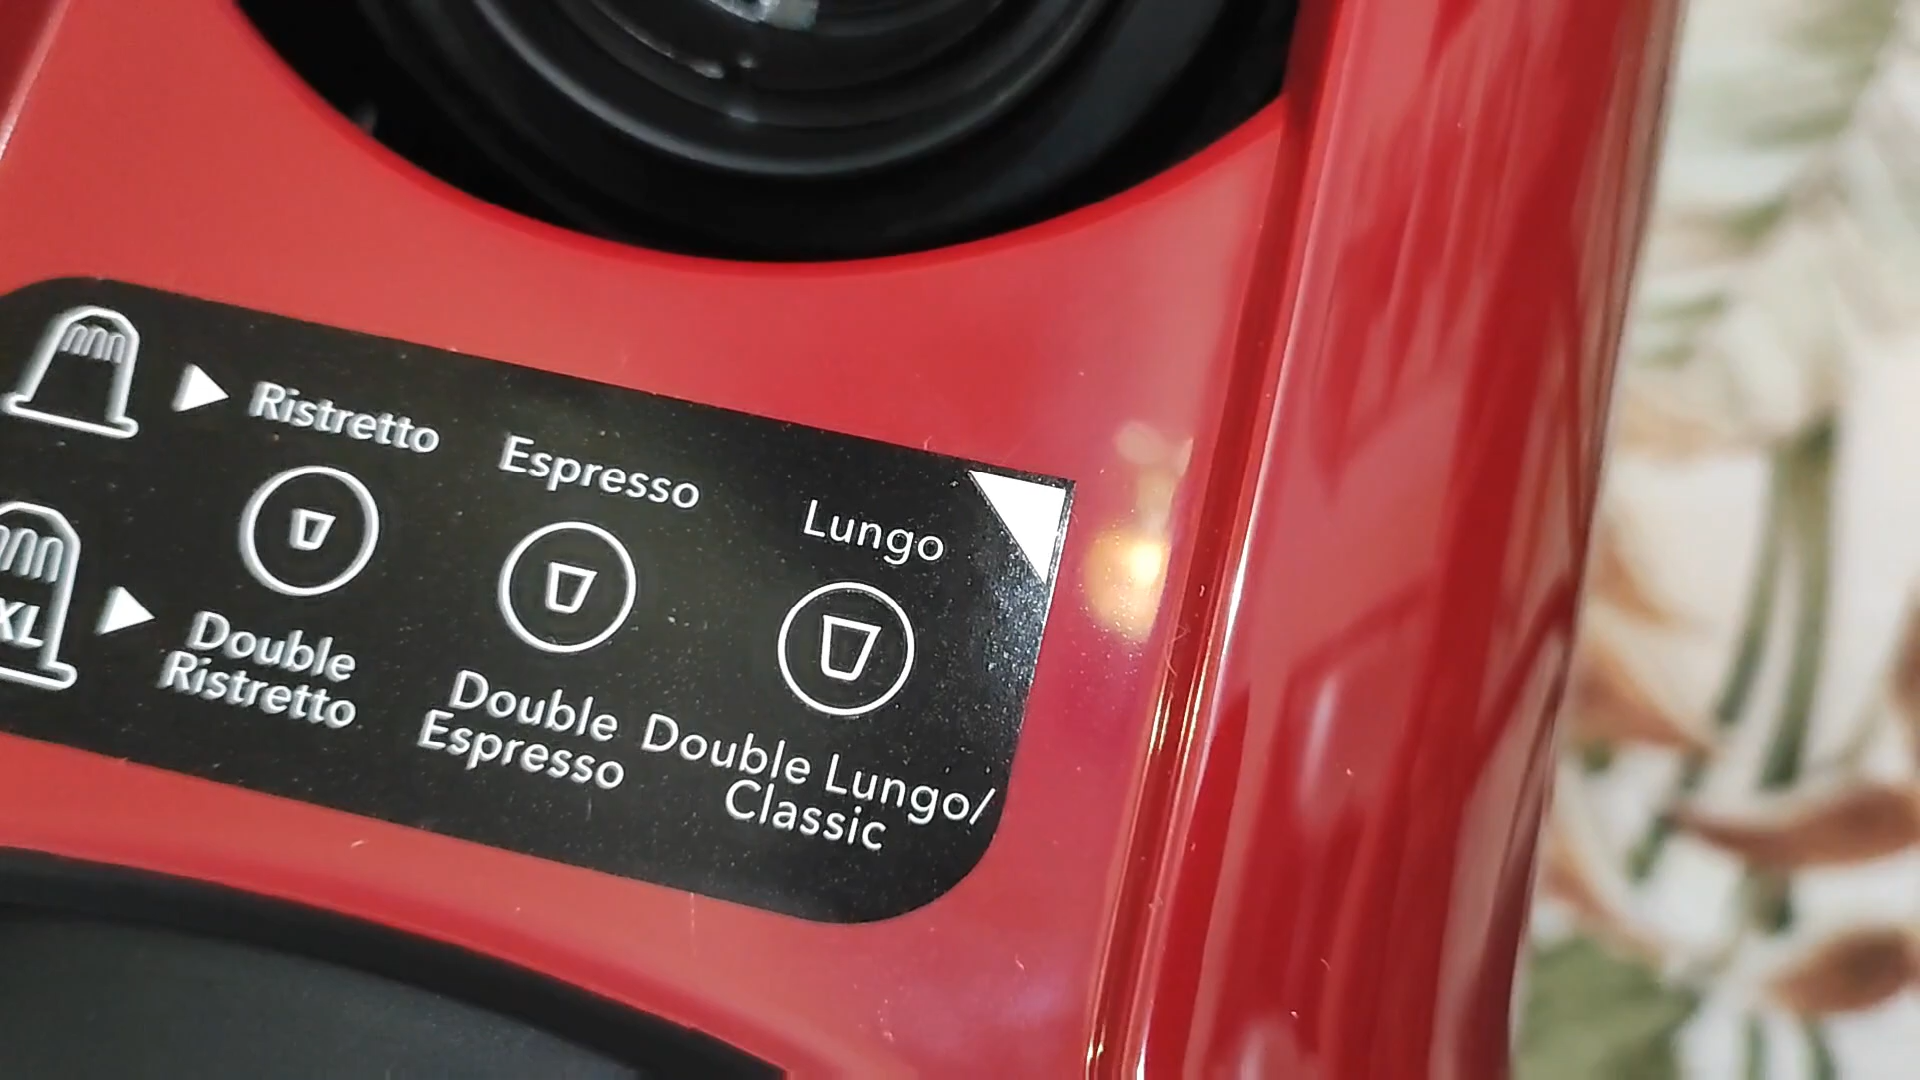 Ristretto
Espresso
Lungo
XL
Double
Ristretto
Double
Espresso
Double Lungo/
Classic